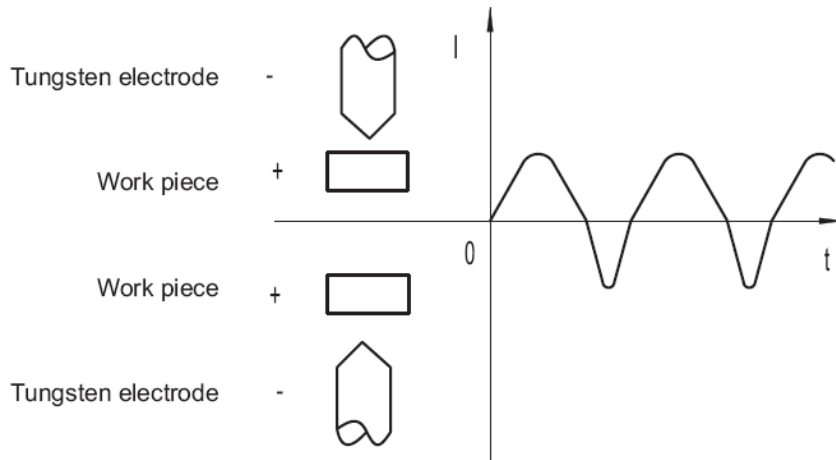 I
Tungsten electrode -
Work piece +
0
t
Work piece +
Tungsten electrode -